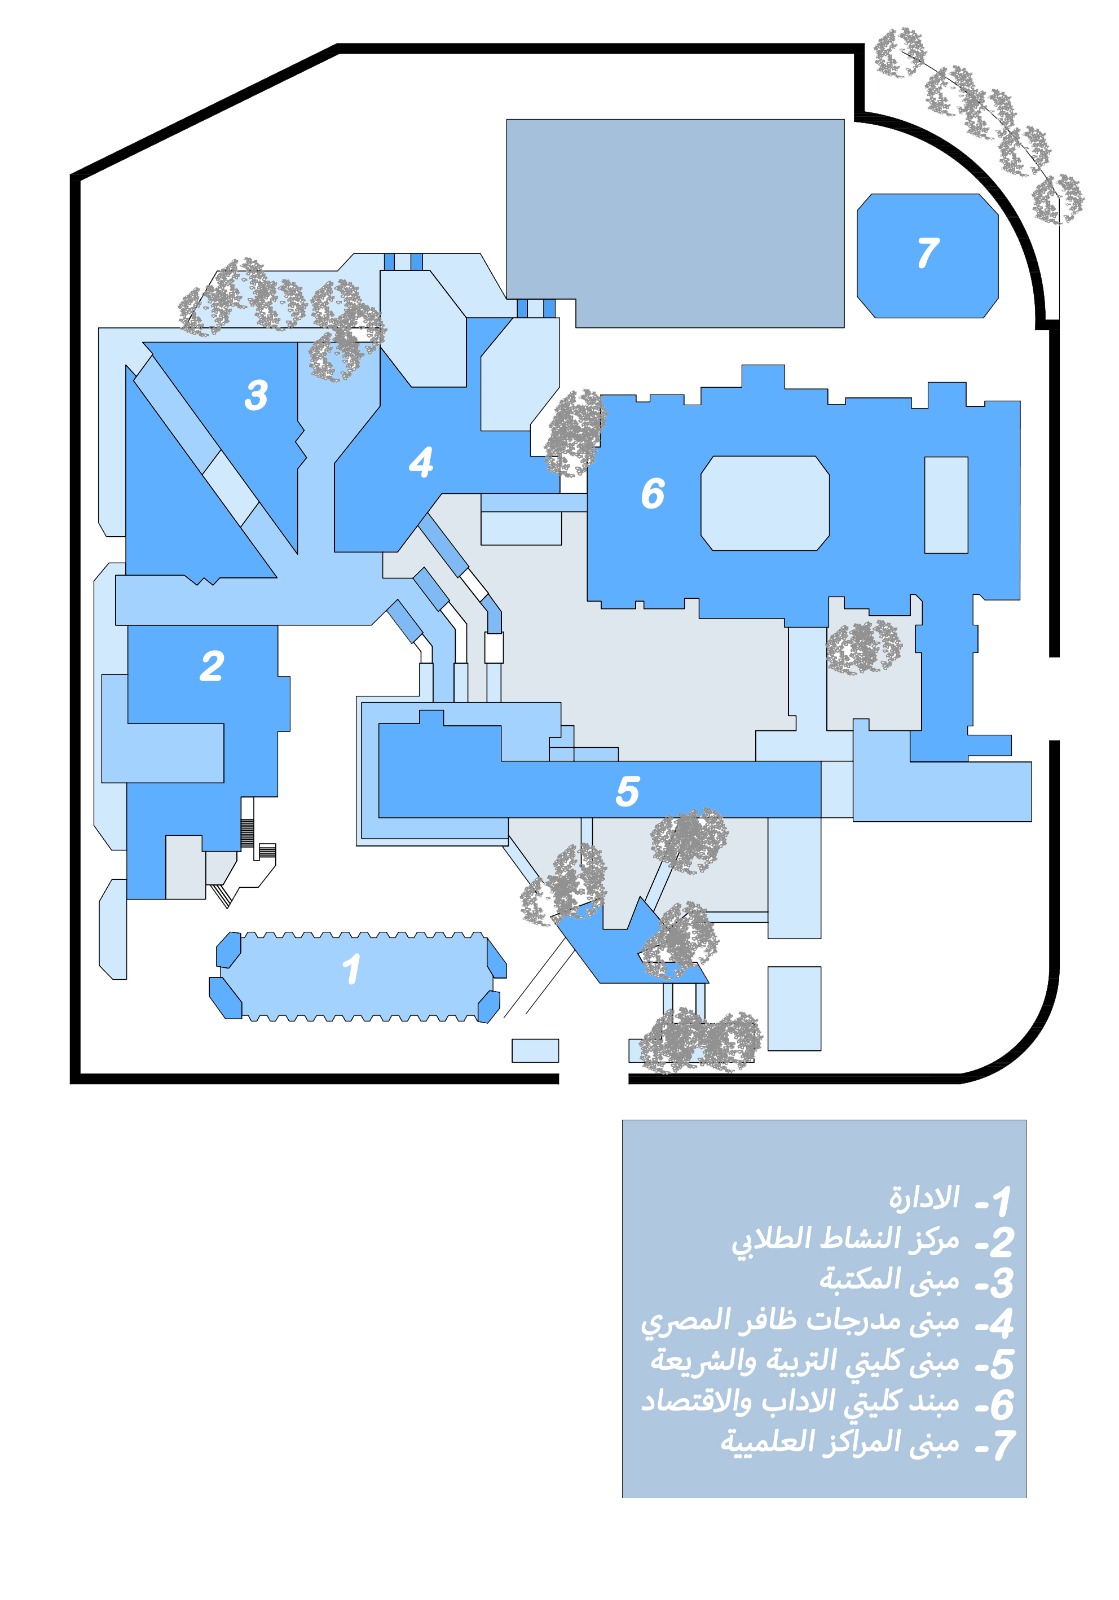 7
3
4
6
2
5
1
1- الادارة
2- مركز النشاط الطلابي
3- مبنى المكتبة
4- مبنى مدرجات ظافر المصري
5- مبنى كليتي التربية والشريعة
6- مبند كليتي الاداب والاقتصاد
7- مبنى المراكز العلميية